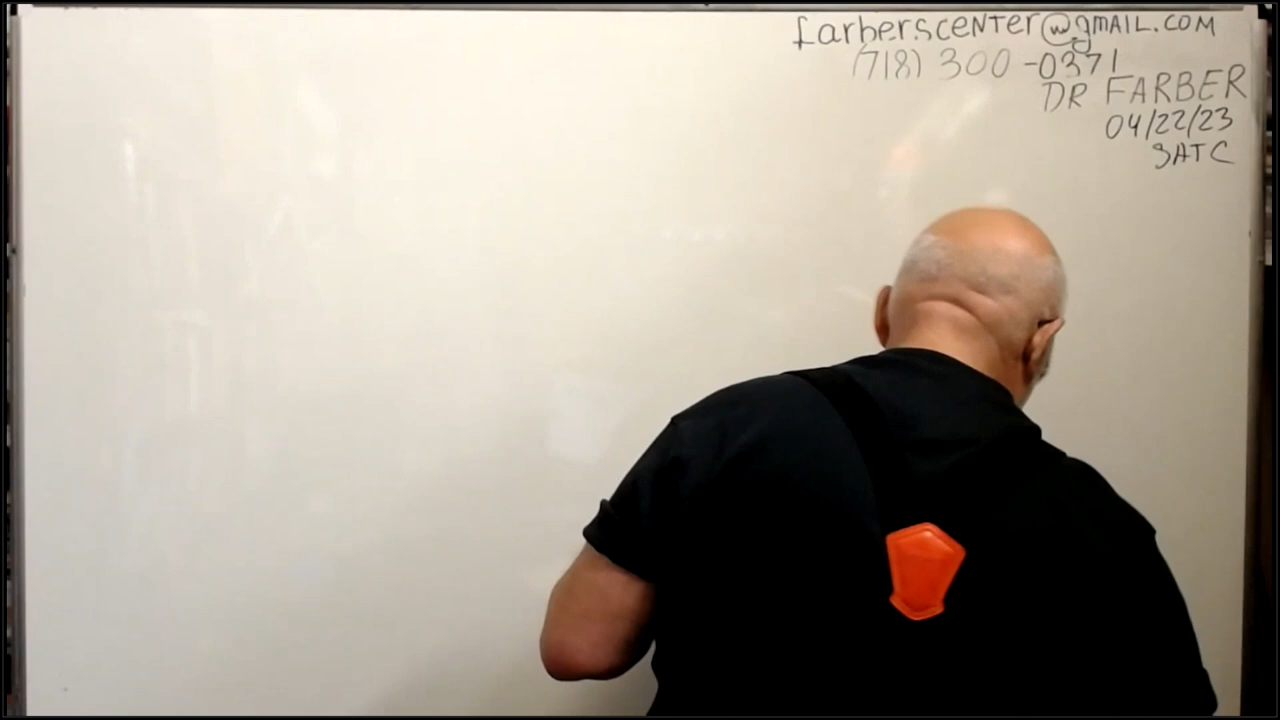 farberscenter@gmail.com
(718) 300-0371
DR FARBER
04/22/23
SATC